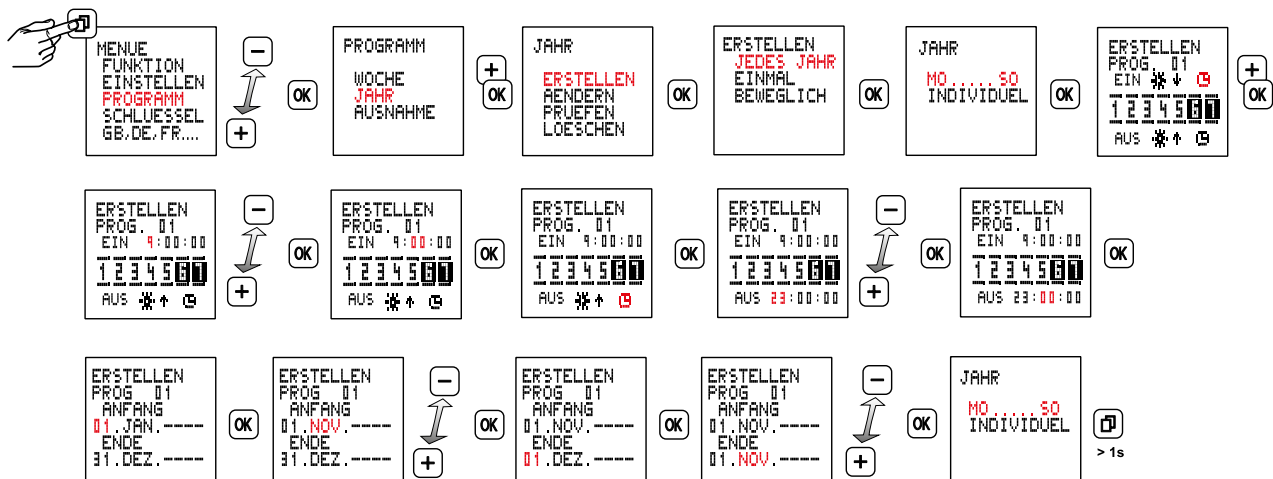 MENUE
FUNKTION
EINSTELLEN
PROGRAMM
SCHLUESSEL
GB,DE,FR....
−
+
OK
PROGRAMM
WOCHE
JAHR
AUSNAHME
+
OK
JAHR
ERSTELLEN
AENDERN
PRUEFEN
LOESCHEN
OK
ERSTELLEN
JEDES JAHR
EINMAL
BEWEGLICH
OK
JAHR
MO.....SO
INDIVIDUEL
OK
ERSTELLEN
PROG. 01
EIN
1 2 3 4 5 6 7
AUS
+
OK
ERSTELLEN
PROG. 01
EIN 9:00:00
1 2 3 4 5 6 7
AUS
−
+
OK
ERSTELLEN
PROG. 01
EIN 9:00:00
1 2 3 4 5 6 7
AUS
OK
ERSTELLEN
PROG. 01
EIN 9:00:00
1 2 3 4 5 6 7
AUS
OK
ERSTELLEN
PROG. 01
EIN 9:00:00
1 2 3 4 5 6 7
AUS 23:00:00
−
+
OK
ERSTELLEN
PROG. 01
EIN 9:00:00
1 2 3 4 5 6 7
AUS 23:00:00
OK
ERSTELLEN
PROG 01
ANFANG
01.JAN.----
ENDE
31.DEZ.----
OK
ERSTELLEN
PROG 01
ANFANG
01.NOV.----
ENDE
31.DEZ.----
−
+
OK
ERSTELLEN
PROG 01
ANFANG
01.NOV.----
ENDE
01.DEZ.----
OK
ERSTELLEN
PROG 01
ANFANG
01.NOV.----
ENDE
01.NOV.----
−
+
OK
JAHR
MO.....SO
INDIVIDUEL
> 1s